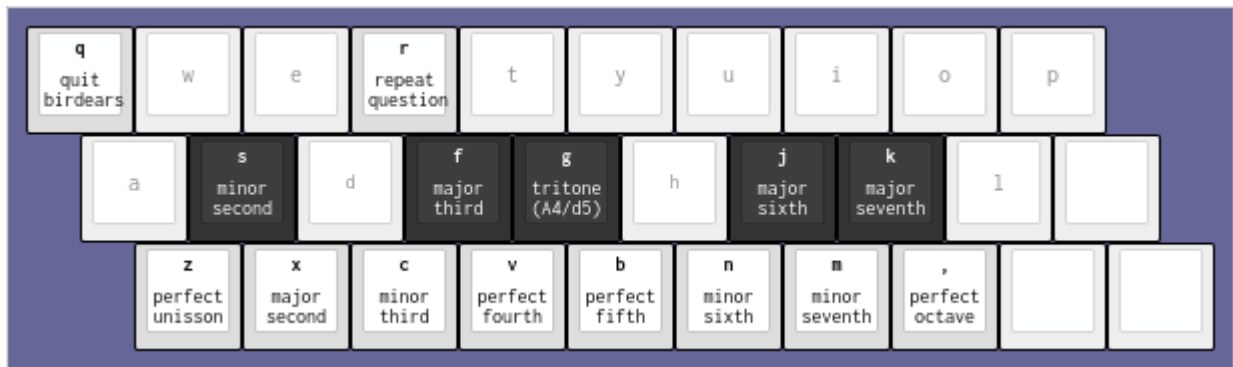 q w e r t y u i o p
quit repeat
birdears question
a s d f g h j k l
minor major tritone major major
second third (A4/d5) sixth seventh
z x c v b n m ,
perfect major minor perfect perfect minor minor perfect
unisson second third fourth fifth sixth seventh octave